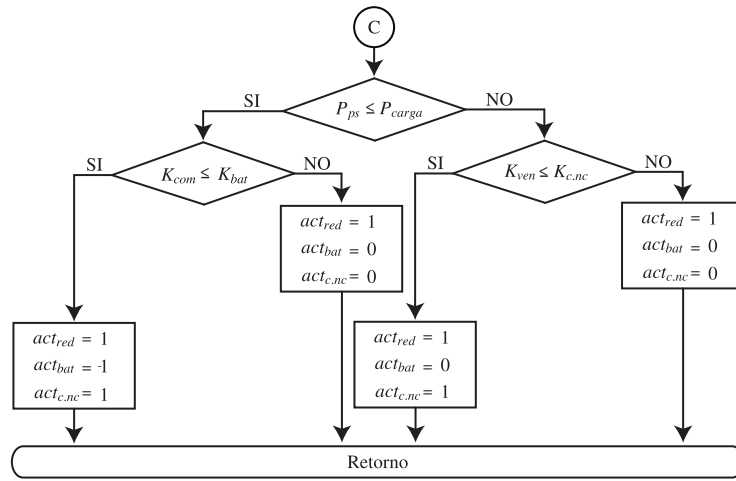 C
P_ps ≤ P_carga
SI
NO
K_com ≤ K_bat
SI
NO
K_ven ≤ K_c.nc
SI
NO
act_red = 1
act_bat = 0
act_c.nc = 0
act_red = 1
act_bat = 0
act_c.nc = 0
act_red = 1
act_bat = -1
act_c.nc = 1
act_red = 1
act_bat = 0
act_c.nc = 1
Retorno